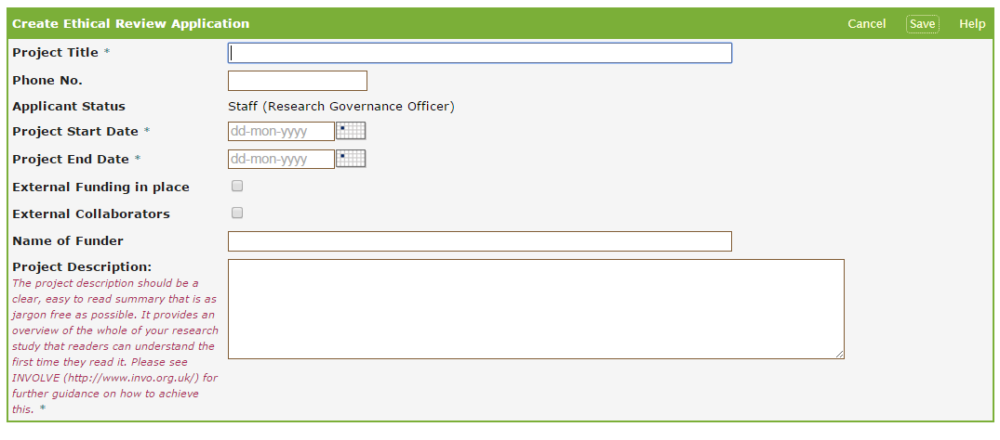 Create Ethical Review Application Cancel Save Help
Project Title *
Phone No.
Applicant Status Staff (Research Governance Officer)
Project Start Date * dd-mon-yyyy
Project End Date * dd-mon-yyyy
External Funding in place
External Collaborators
Name of Funder
Project Description:
The project description should be a
clear, easy to read summary that is as
jargon free as possible. It provides an
overview of the whole of your research
study that readers can understand the
first time they read it. Please see
INVOLVE (http://www.invo.org.uk/) for
further guidance on how to achieve
this. *